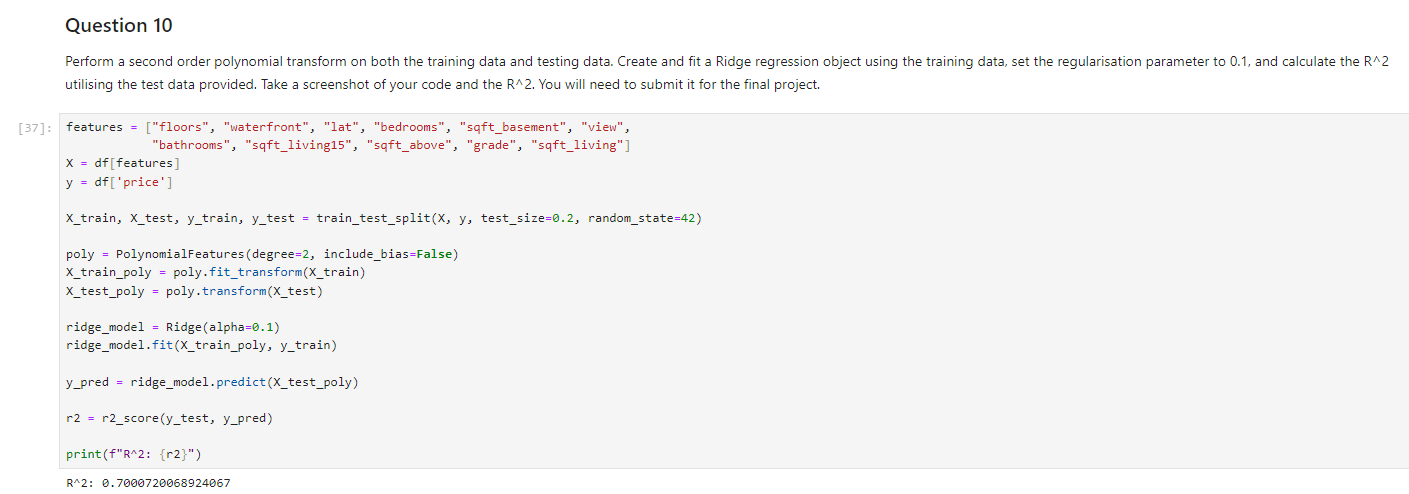 Question 10
Perform a second order polynomial transform on both the training data and testing data. Create and fit a Ridge regression object using the training data, set the regularisation parameter to 0.1, and calculate the R^2
utilising the test data provided. Take a screenshot of your code and the R^2. You will need to submit it for the final project.
[37]: features = ["floors", "waterfront", "lat", "bedrooms", "sqft_basement", "view",
"bathrooms", "sqft_living15", "sqft_above", "grade", "sqft_living"]
X = df[features]
y = df['price']
X_train, X_test, y_train, y_test = train_test_split(X, y, test_size=0.2, random_state=42)
poly = PolynomialFeatures(degree=2, include_bias=False)
X_train_poly = poly.fit_transform(X_train)
X_test_poly = poly.transform(X_test)
ridge_model = Ridge(alpha=0.1)
ridge_model.fit(X_train_poly, y_train)
y_pred = ridge_model.predict(X_test_poly)
r2 = r2_score(y_test, y_pred)
print(f"R^2: {r2}")
R^2: 0.7000720068924067